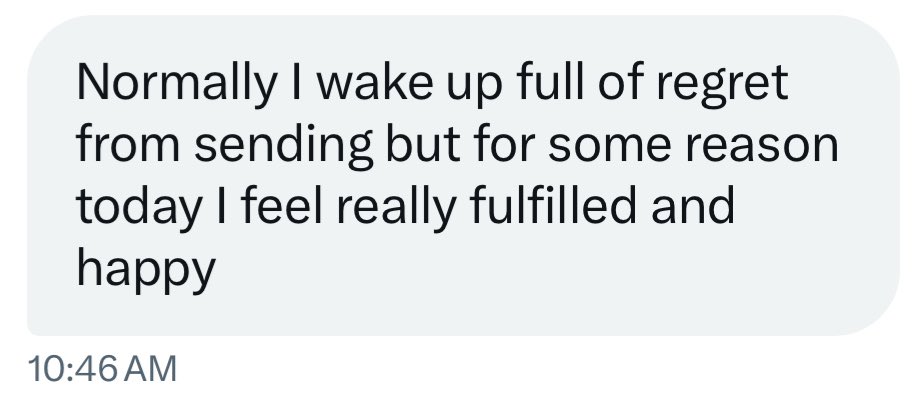 Normally I wake up full of regret
from sending but for some reason
today I feel really fulfilled and
happy
10:46 AM